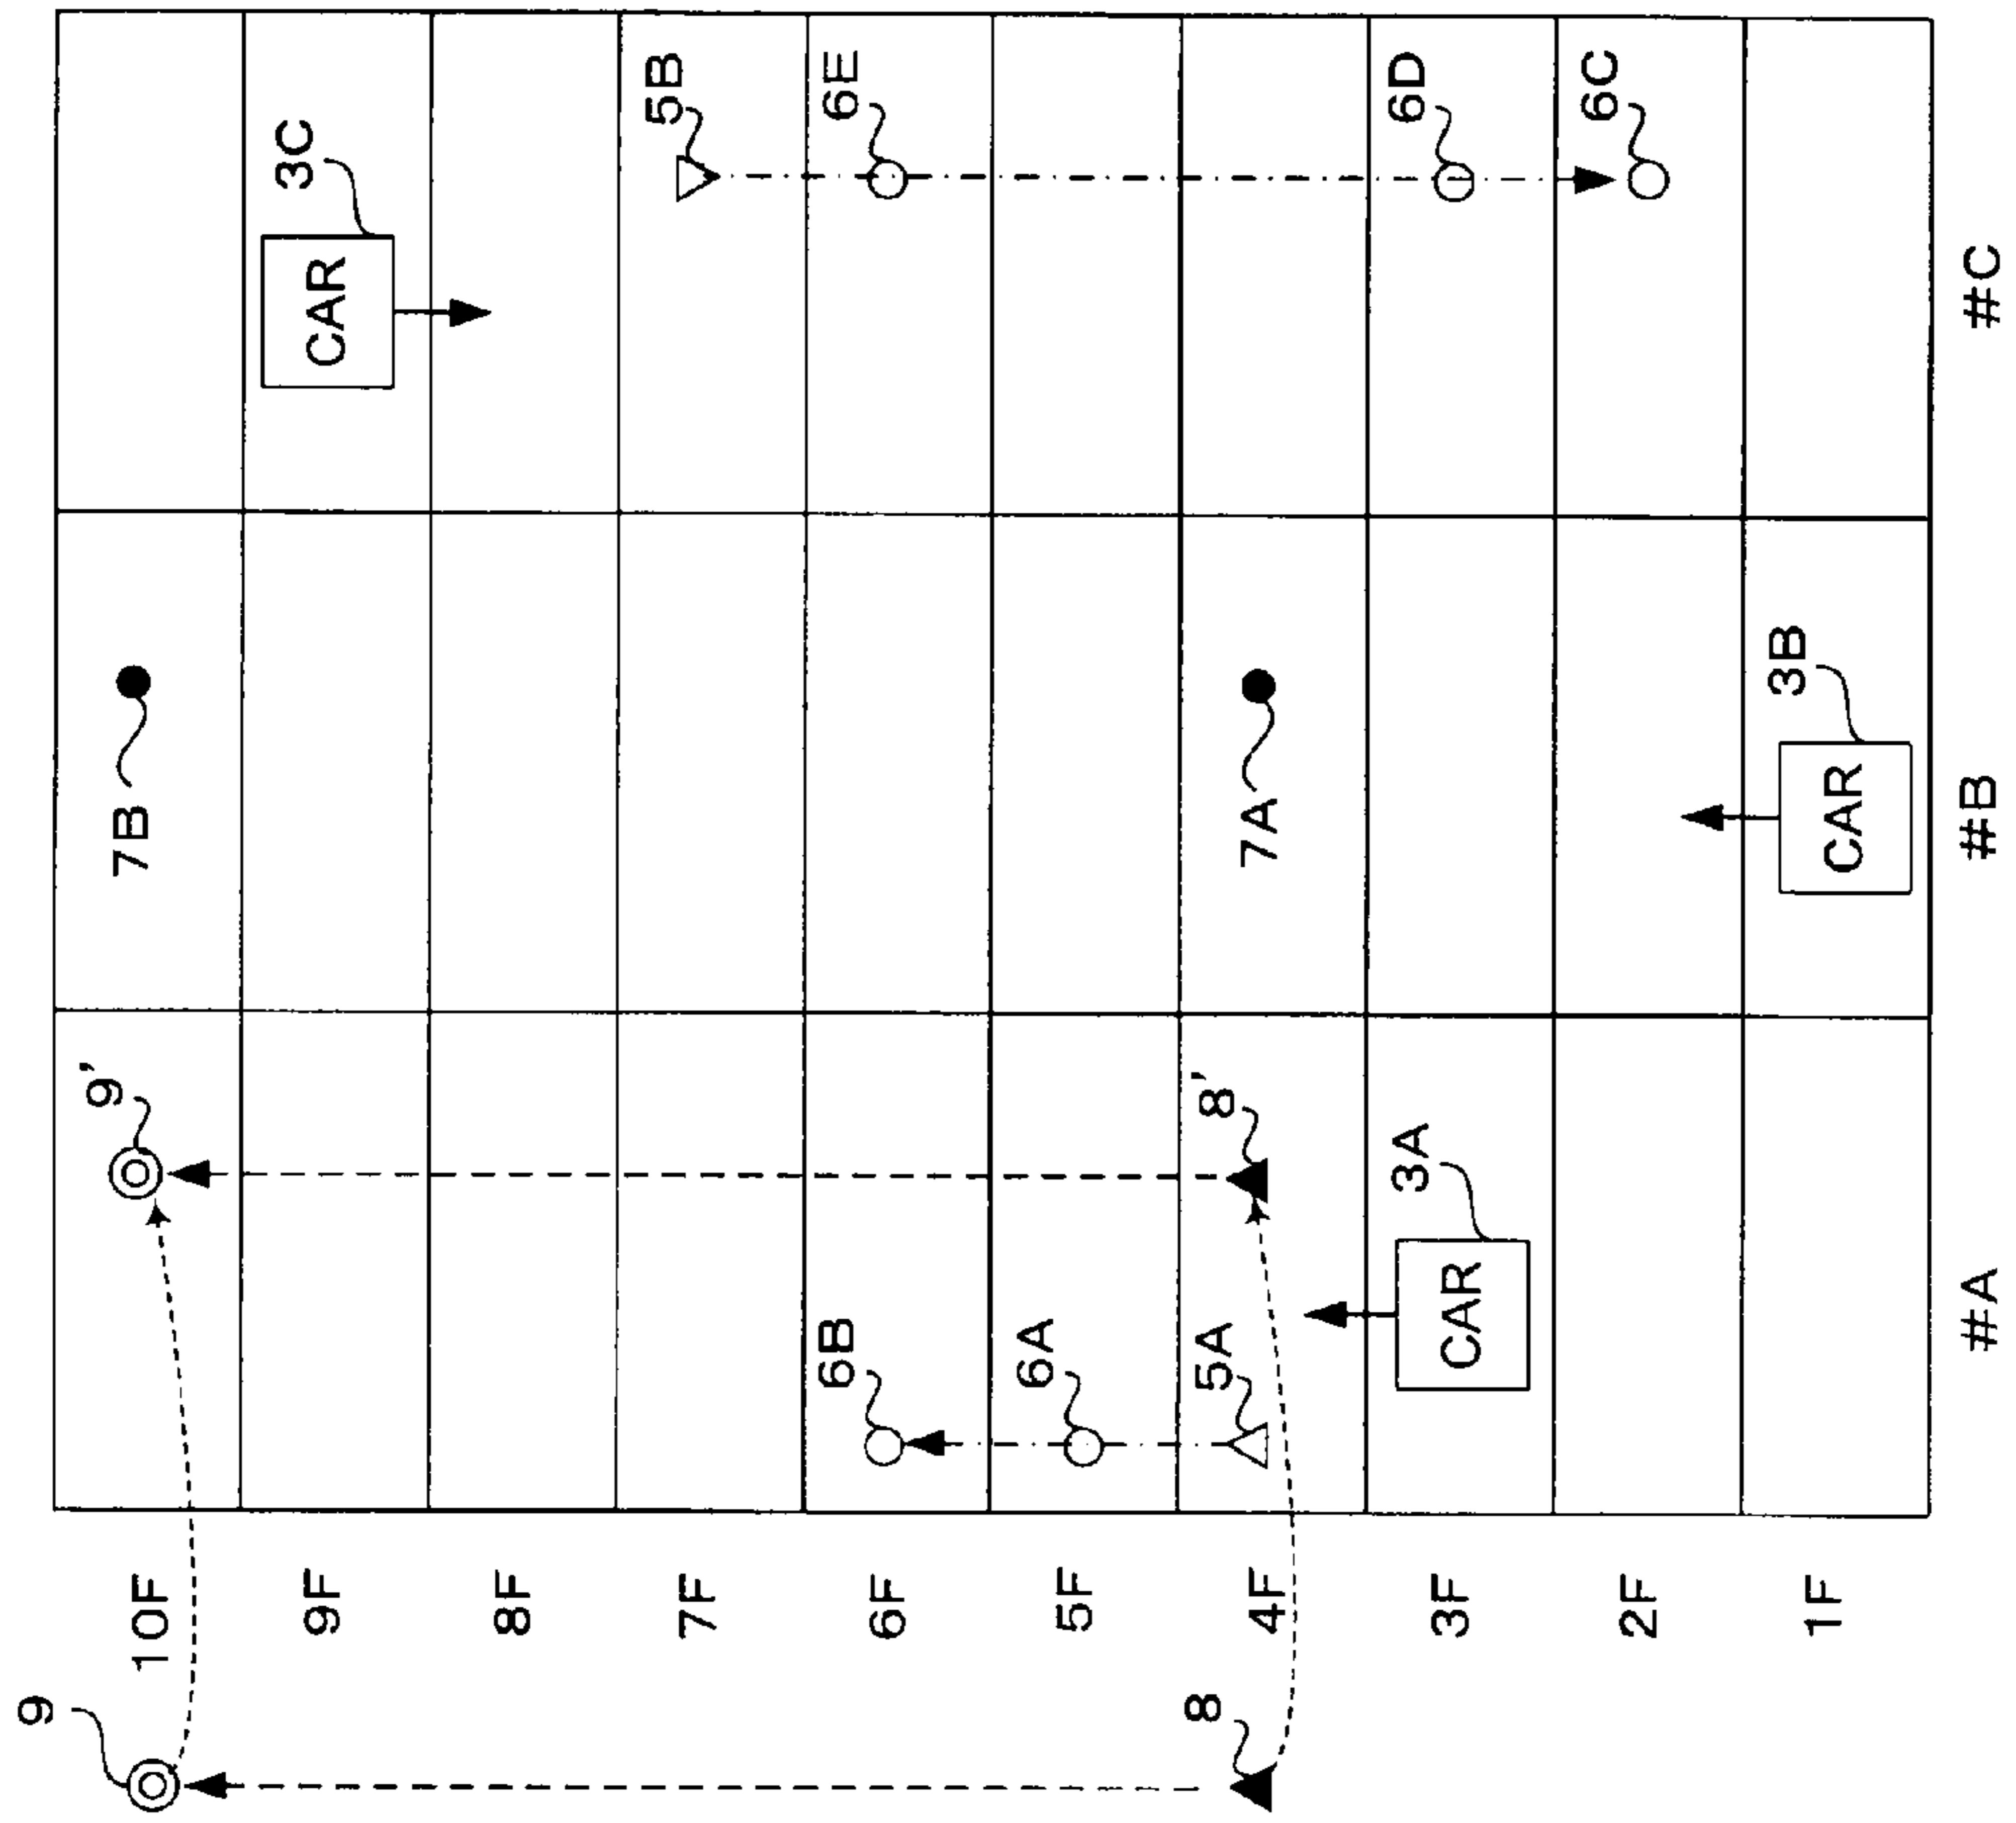 9
10F
9'
7B
9F
CAR
3C
8F
7F
5B
6F
6B
6E
5F
6A
8
4F
5A
8'
7A
3F
CAR
3A
6D
2F
6C
1F
CAR
3B
#A
#B
#C